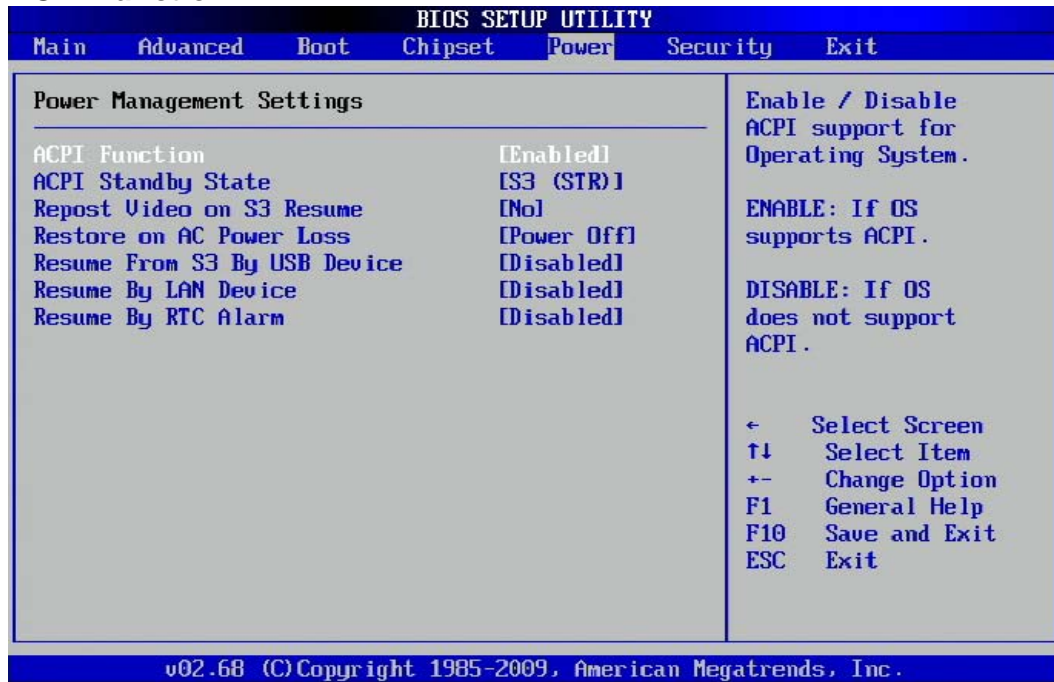 BIOS SETUP UTILITY
Main Advanced Boot Chipset Power Security Exit
Power Management Settings
ACPI Function [Enabled]
ACPI Standby State [S3 (STR)]
Repost Video on S3 Resume [No]
Restore on AC Power Loss [Power Off]
Resume From S3 By USB Device [Disabled]
Resume By LAN Device [Disabled]
Resume By RTC Alarm [Disabled]
Enable / Disable
ACPI support for
Operating System.
ENABLE: If OS
supports ACPI.
DISABLE: If OS
does not support
ACPI.
← Select Screen
↑↓ Select Item
+- Change Option
F1 General Help
F10 Save and Exit
ESC Exit
v02.68 (C)Copyright 1985-2009, American Megatrends, Inc.